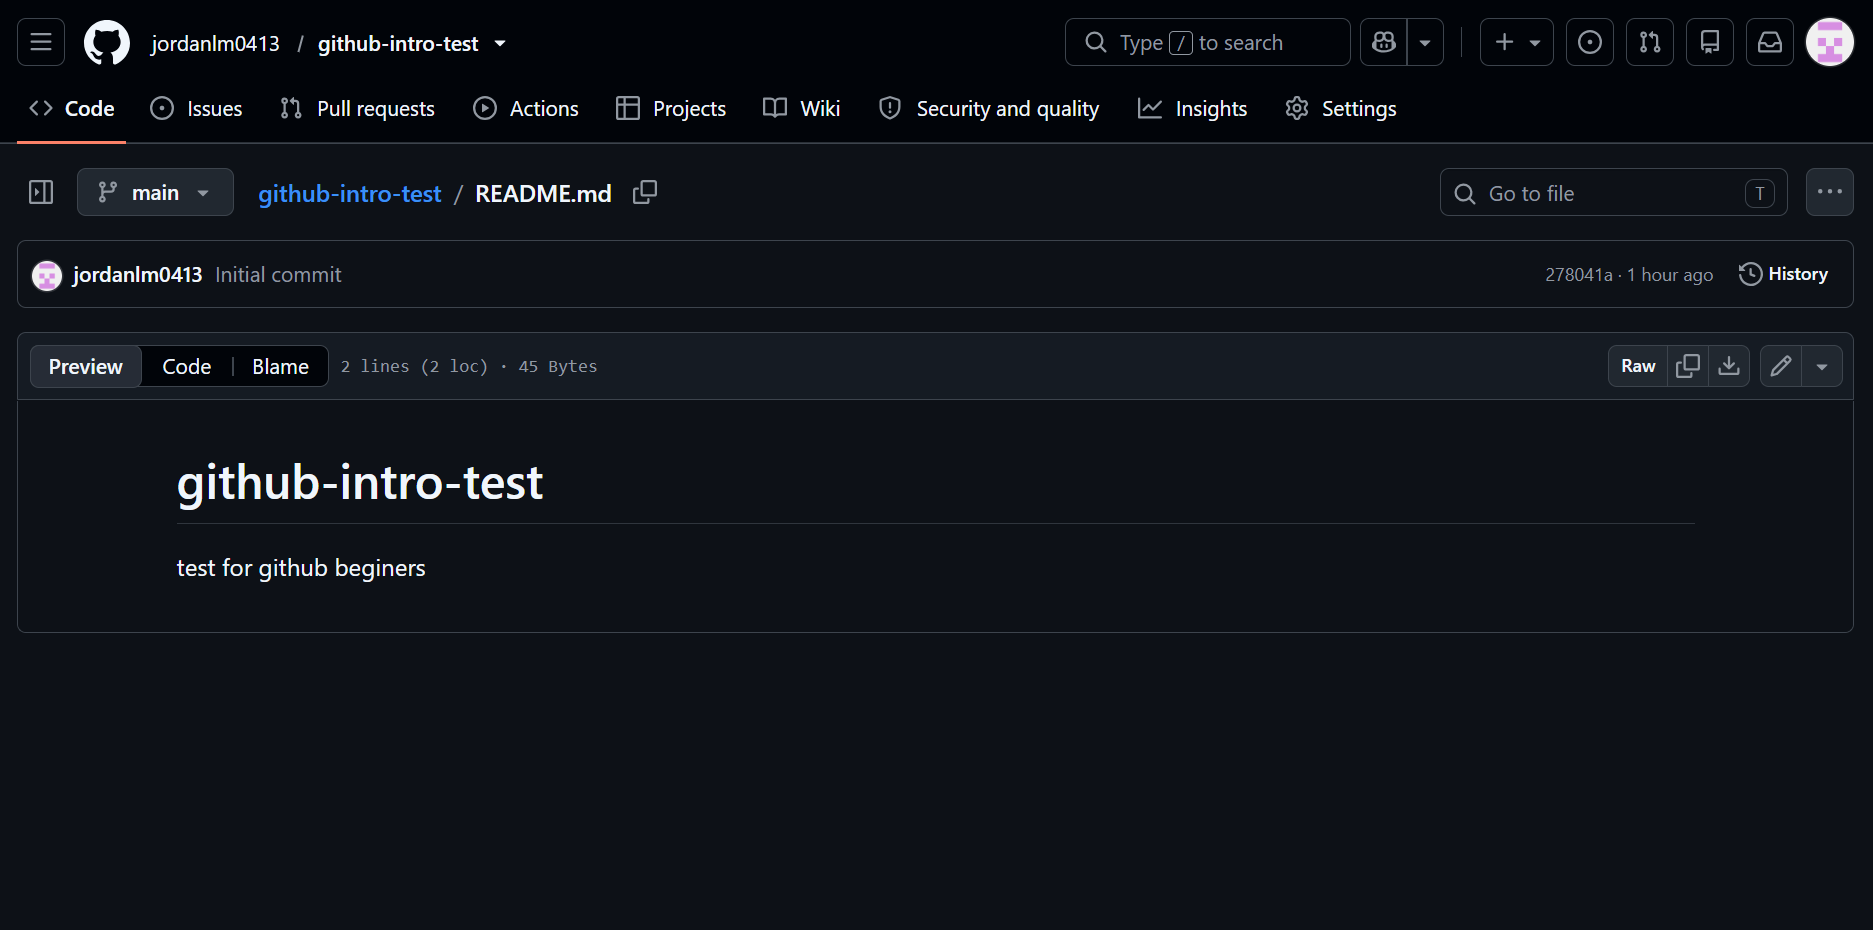 jordanlm0413 / github-intro-test
Type / to search
Code Issues Pull requests Actions Projects Wiki Security and quality Insights Settings
main github-intro-test / README.md
Go to file T
jordanlm0413 Initial commit
278041a · 1 hour ago History
Preview Code Blame 2 lines (2 loc) · 45 Bytes
Raw
github-intro-test
test for github beginers